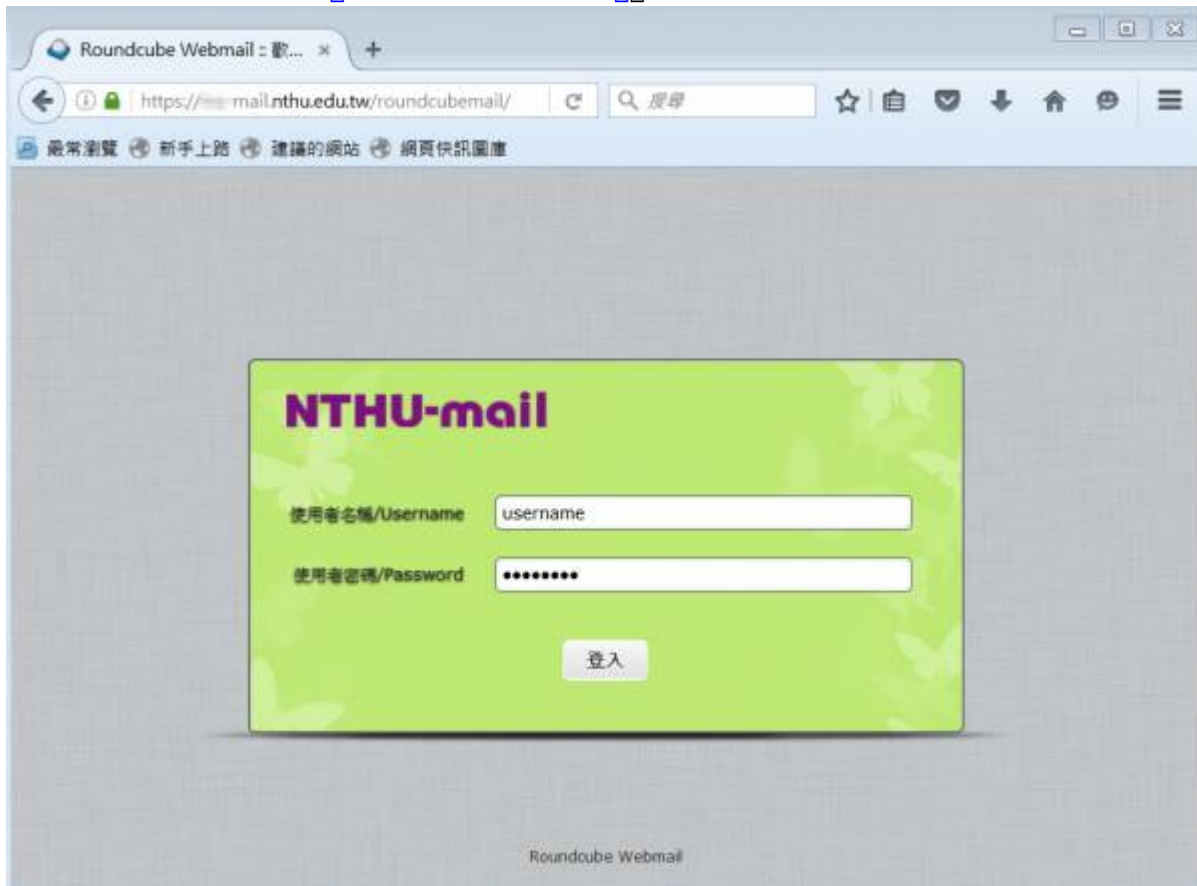 Roundcube Webmail :: 歡...
https:// mail.nthu.edu.tw/roundcubemail/
搜尋
最常瀏覽 新手上路 建議的網站 網頁快訊圖庫
NTHU-mail
使用者名稱/Username username
使用者密碼/Password ••••••••
登入
Roundcube Webmail